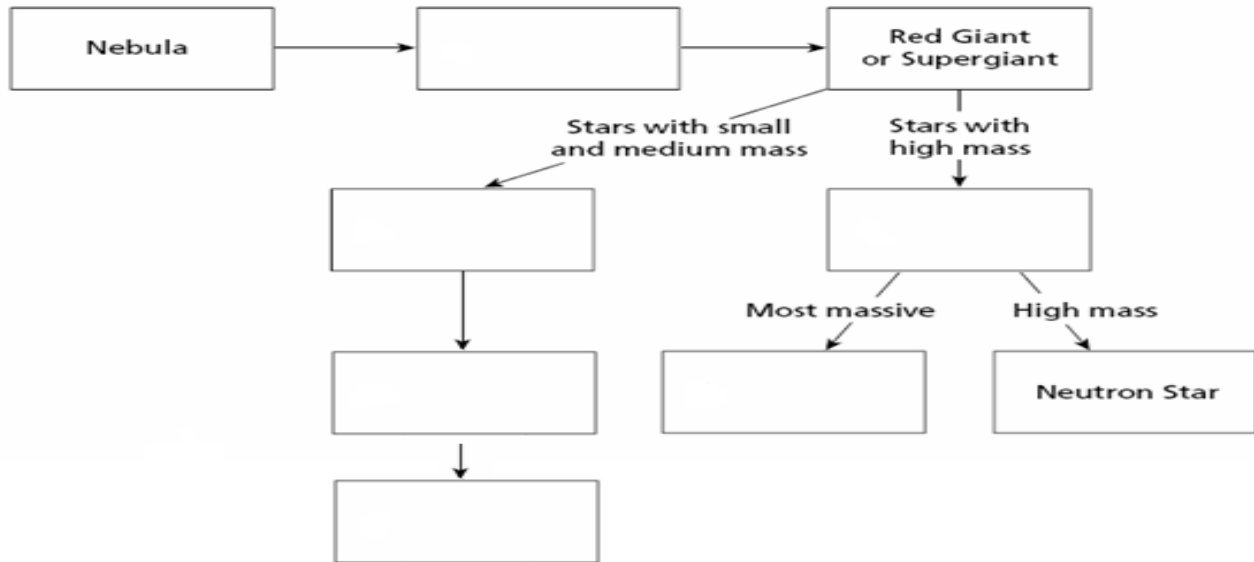 Nebula
Red Giant
or Supergiant
Stars with small
and medium mass
Stars with
high mass
Most massive
High mass
Neutron Star